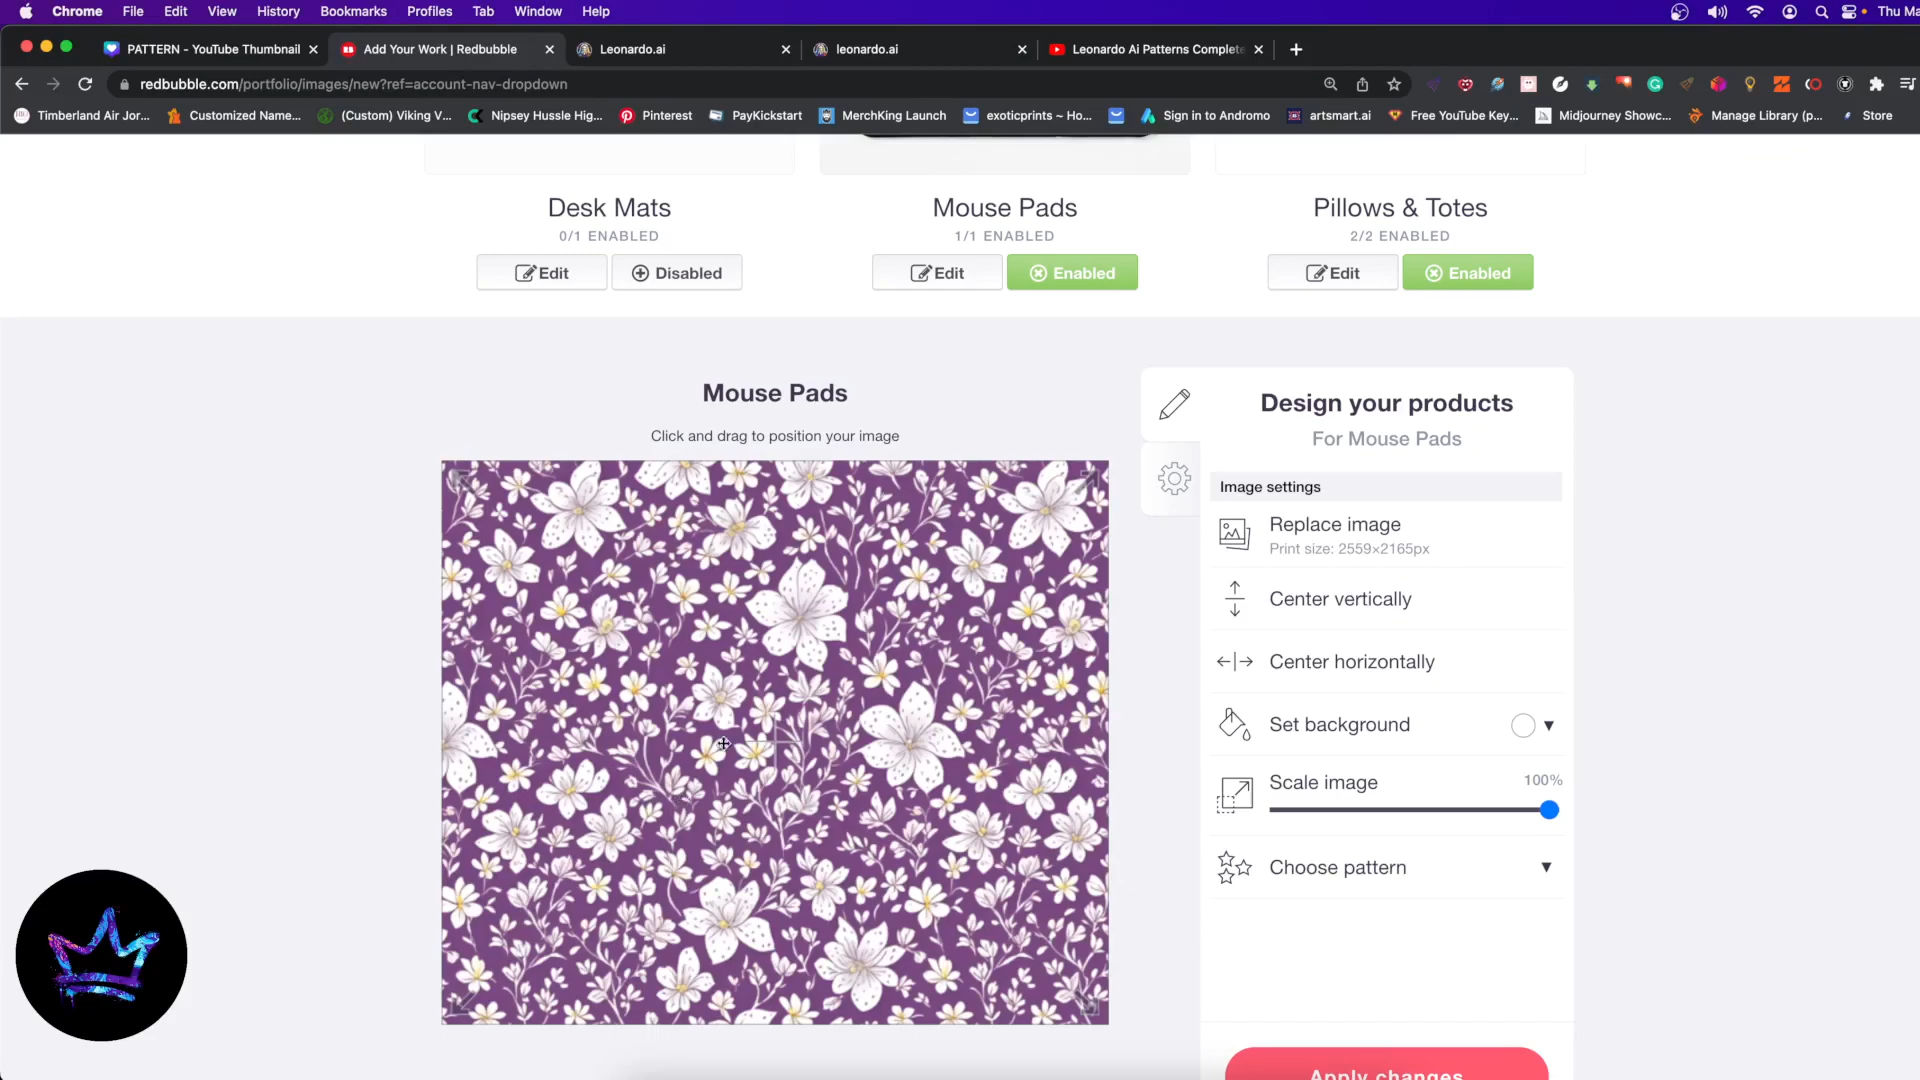 Chrome File Edit View History Bookmarks Profiles Tab Window Help Thu Ma
PATTERN - YouTube Thumbnail Add Your Work | Redbubble Leonardo.ai leonardo.ai Leonardo Ai Patterns Complete
redbubble.com/portfolio/images/new?ref=account-nav-dropdown
Timberland Air Jor... Customized Name... (Custom) Viking V... Nipsey Hussle Hig... Pinterest PayKickstart MerchKing Launch exoticprints ~ Ho... Sign in to Andromo artsmart.ai Free YouTube Key... Midjourney Showc... Manage Library (p... Store
Desk Mats Mouse Pads Pillows & Totes
0/1 ENABLED 1/1 ENABLED 2/2 ENABLED
Edit Disabled Edit Enabled Edit Enabled
Mouse Pads
Click and drag to position your image
Design your products
For Mouse Pads
Image settings
Replace image
Print size: 2559×2165px
Center vertically
Center horizontally
Set background
Scale image 100%
Choose pattern
Apply changes